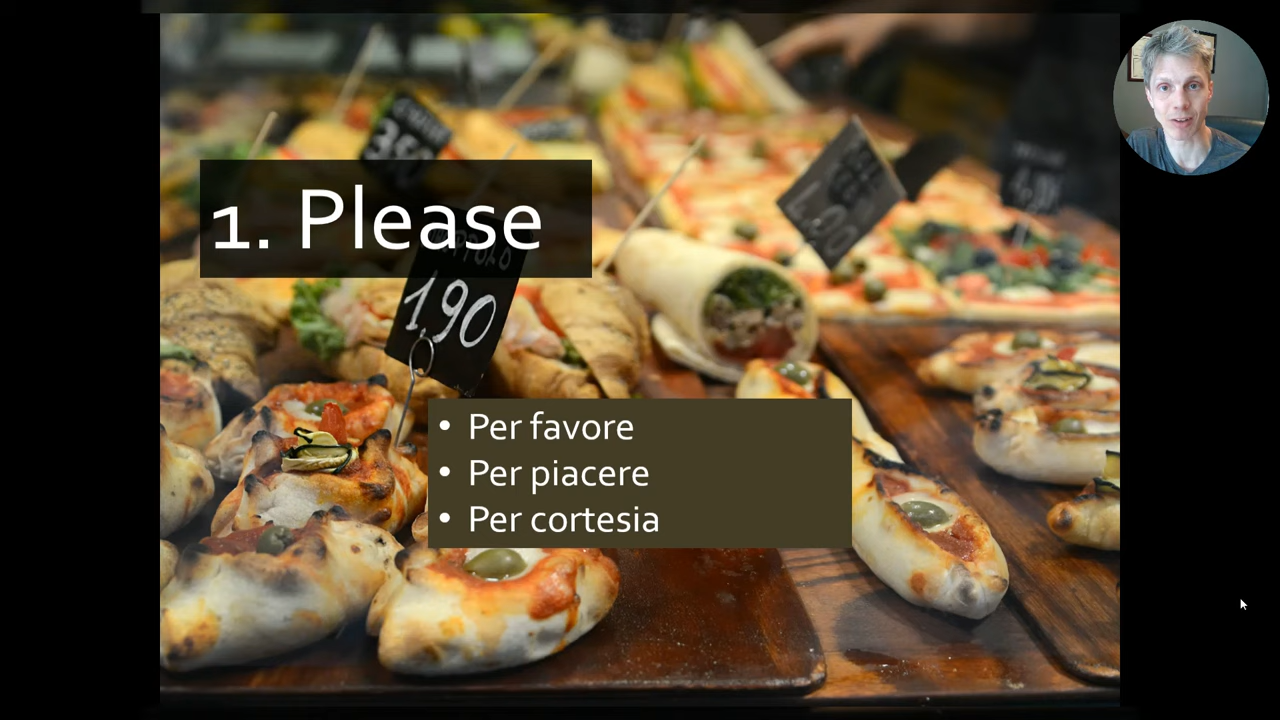 1. Please
1,90
• Per favore
• Per piacere
• Per cortesia